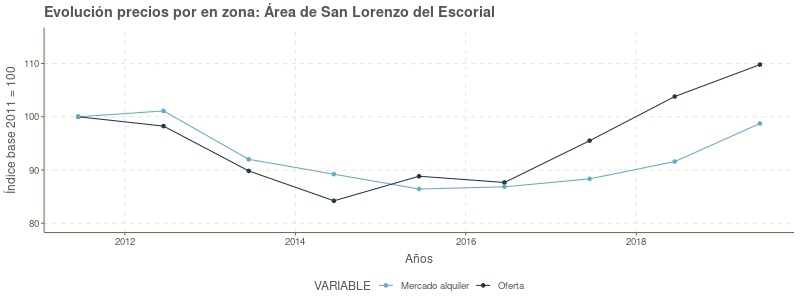 Evolución precios por en zona: Área de San Lorenzo del Escorial
Índice base 2011 = 100
110
100
90
80
2012 2014 2016 2018
Años
VARIABLE Mercado alquiler Oferta